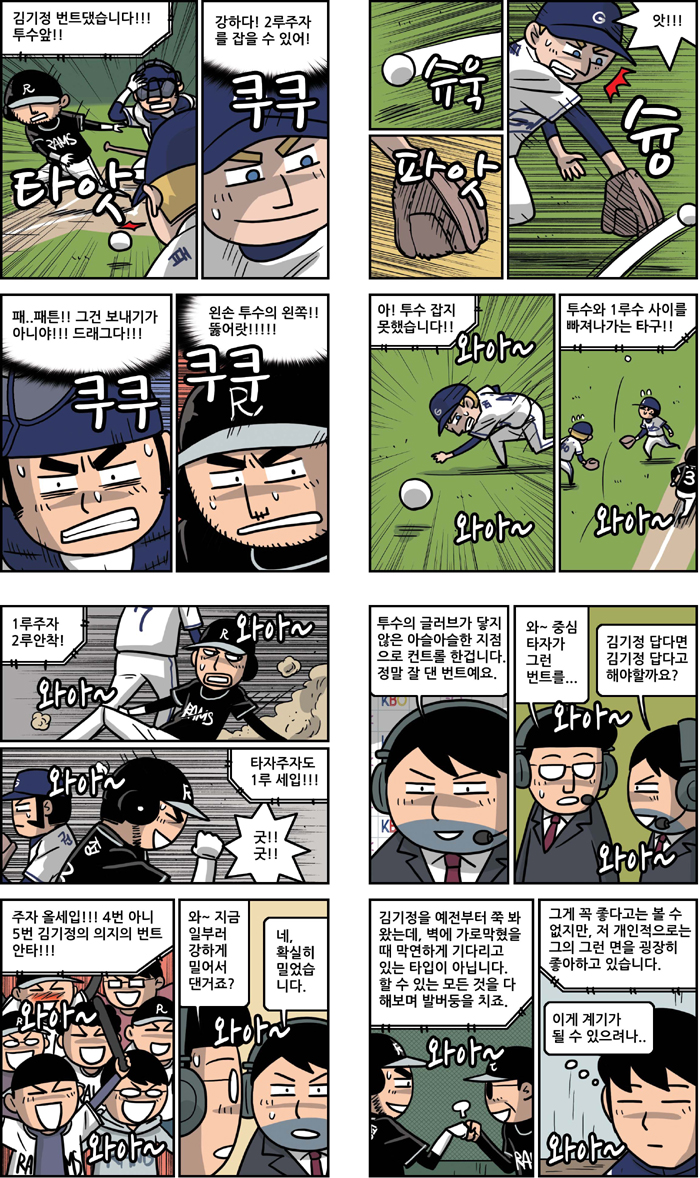 김기정 번트댔습니다!!!
투수앞!!
강하다! 2루주자
를 잡을 수 있어!
쿠쿠
R
RAMS
타앗
패
슈욱
파앗
앗!!!
G
슝
패..패튼!! 그건 보내기가
아니야!!! 드래그다!!!
쿠쿠
왼손 투수의 왼쪽!!
뚫어랏!!!!!
쿠쿠
R
아! 투수 잡지
못했습니다!!
와아~
G
와아~
투수와 1루수 사이를
빠져나가는 타구!!
3
와아~
1루주자
2루안착!
7
R
와아~
와아~
RAMS
타자주자도
1루 세입!!!
와아~
굿!!
굿!!
투수의 글러브가 닿지
않은 아슬아슬한 지점
으로 컨트롤 한겁니다.
정말 잘 댄 번트예요.
KBO
와~ 중심
타자가
그런
번트를...
김기정 답다면
김기정 답다고
해야할까요?
와아~
와아~
주자 올세입!!! 4번 아니
5번 김기정의 의지의 번트
안타!!!
와아~
R
와아~
와~ 지금
일부러
강하게
밀어서
댄거죠?
네,
확실히
밀었습
니다.
와아~
김기정을 예전부터 쭉 봐
왔는데, 벽에 가로막혔을
때 막연하게 기다리고
있는 타입이 아닙니다.
할 수 있는 모든 것을 다
해보며 발버둥을 치죠.
와아~
그게 꼭 좋다고는 볼 수
없지만, 저 개인적으로는
그의 그런 면을 굉장히
좋아하고 있습니다.
이게 계기가
될 수 있으려나..
와아~